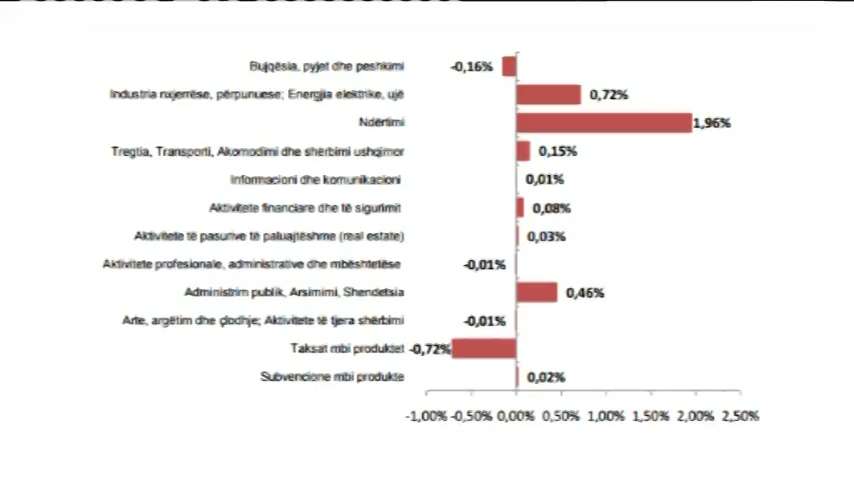 Bujqësia, pyjet dhe peshkimi -0,16%
Industria nxjerrëse, përpunuese; Energjia elektrike, ujë 0,72%
Ndërtimi 1,96%
Tregtia, Transporti, Akomodimi dhe shërbimi ushqimor 0,15%
Informacioni dhe komunikacioni 0,01%
Aktivitete financiare dhe të sigurimit 0,08%
Aktivitete të pasurive të paluajtëshme (real estate) 0,03%
Aktivitete profesionale, administrative dhe mbështetëse -0,01%
Administrim publik, Arsimimi, Shendetsia 0,46%
Arte, argëtim dhe çlodhje; Aktivitete të tjera shërbimi -0,01%
Taksat mbi produktet -0,72%
Subvencione mbi produkte 0,02%
-1,00% -0,50% 0,00% 0,50% 1,00% 1,50% 2,00% 2,50%